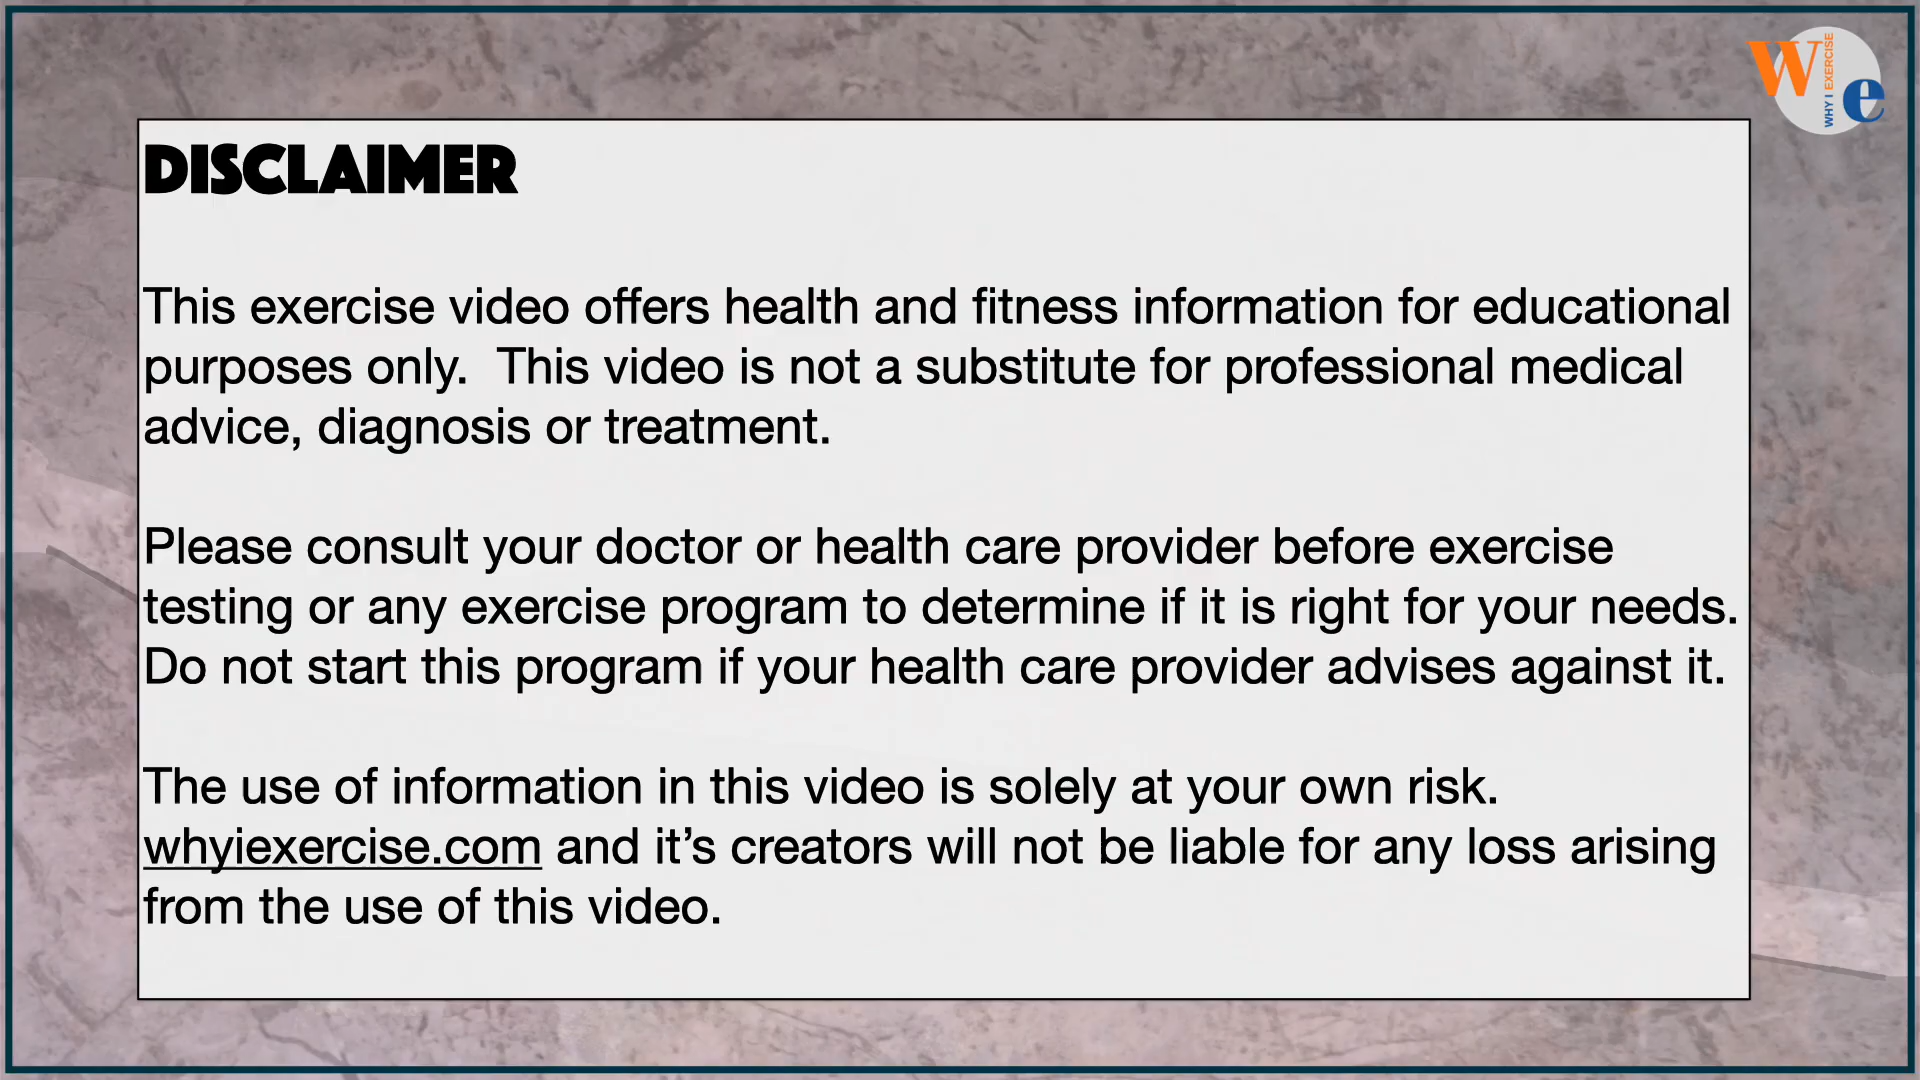 W
WHY I EXERCISE
e
DISCLAIMER
This exercise video offers health and fitness information for educational
purposes only.  This video is not a substitute for professional medical
advice, diagnosis or treatment.
Please consult your doctor or health care provider before exercise
testing or any exercise program to determine if it is right for your needs.
Do not start this program if your health care provider advises against it.
The use of information in this video is solely at your own risk.
whyiexercise.com and it’s creators will not be liable for any loss arising
from the use of this video.